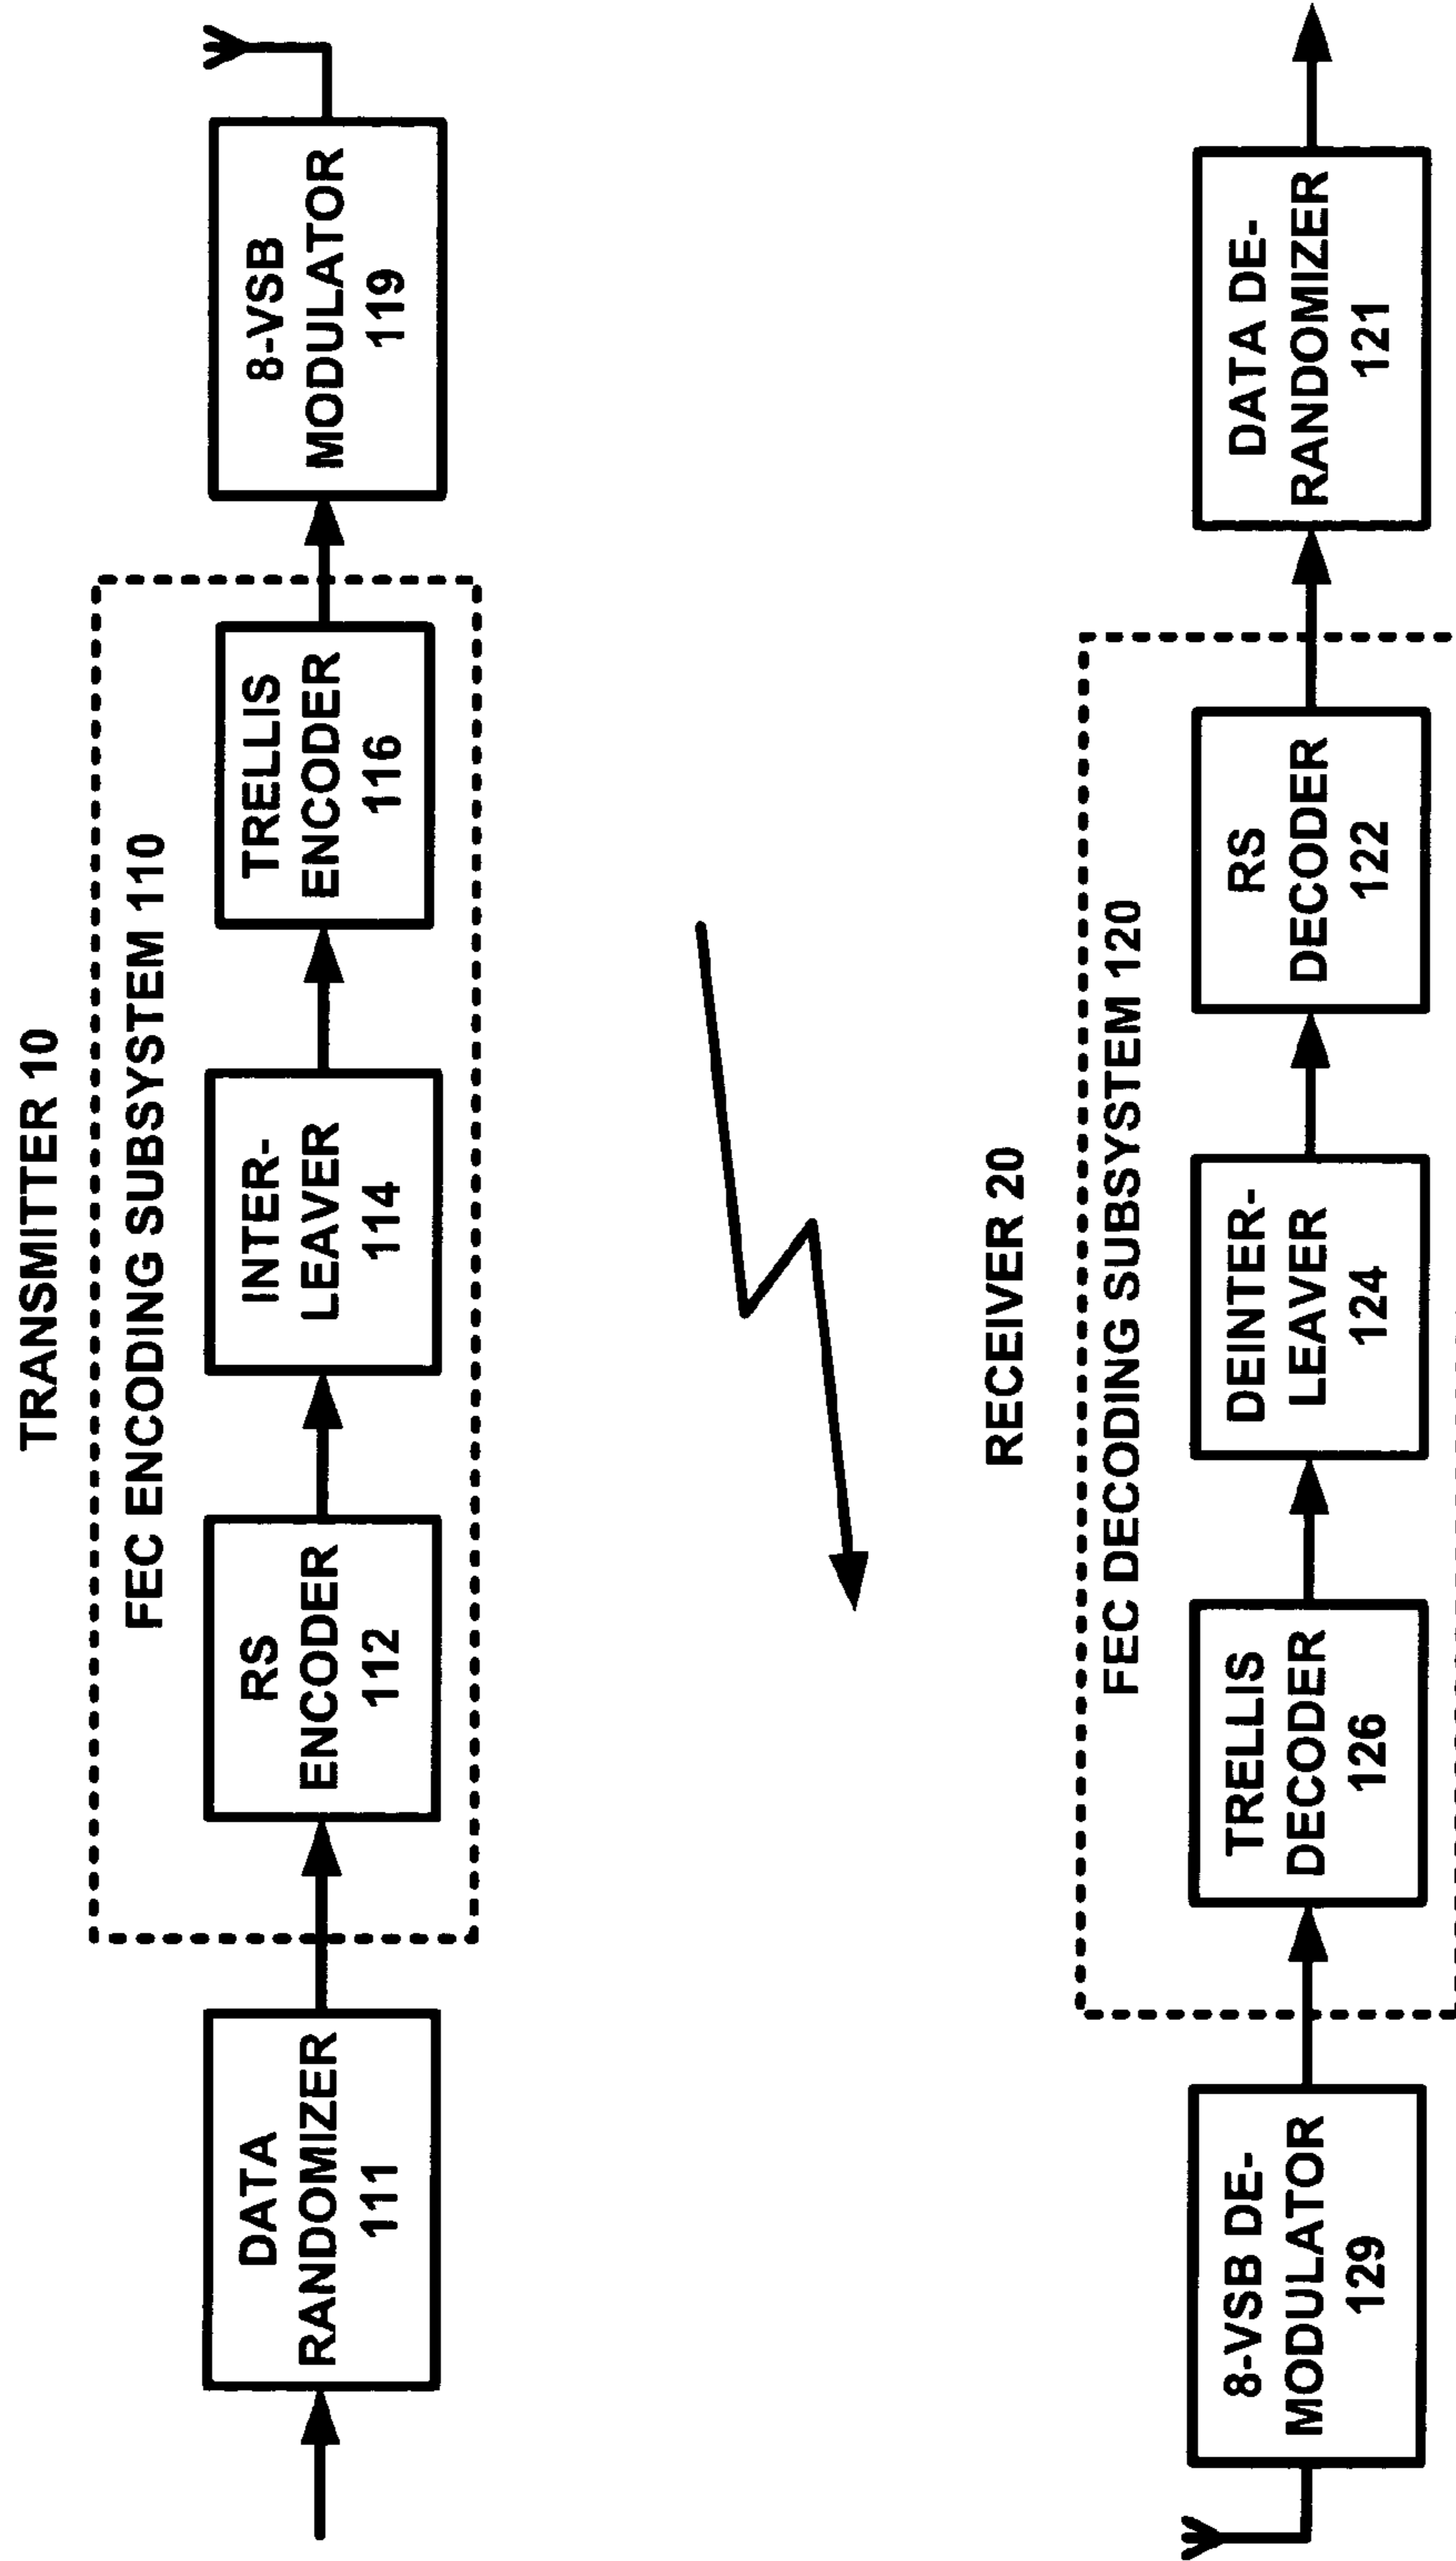 TRANSMITTER 10
FEC ENCODING SUBSYSTEM 110
DATA
RANDOMIZER
111
RS
ENCODER
112
INTER-
LEAVER
114
TRELLIS
ENCODER
116
8-VSB
MODULATOR
119
RECEIVER 20
FEC DECODING SUBSYSTEM 120
8-VSB DE-
MODULATOR
129
TRELLIS
DECODER
126
DEINTER-
LEAVER
124
RS
DECODER
122
DATA DE-
RANDOMIZER
121